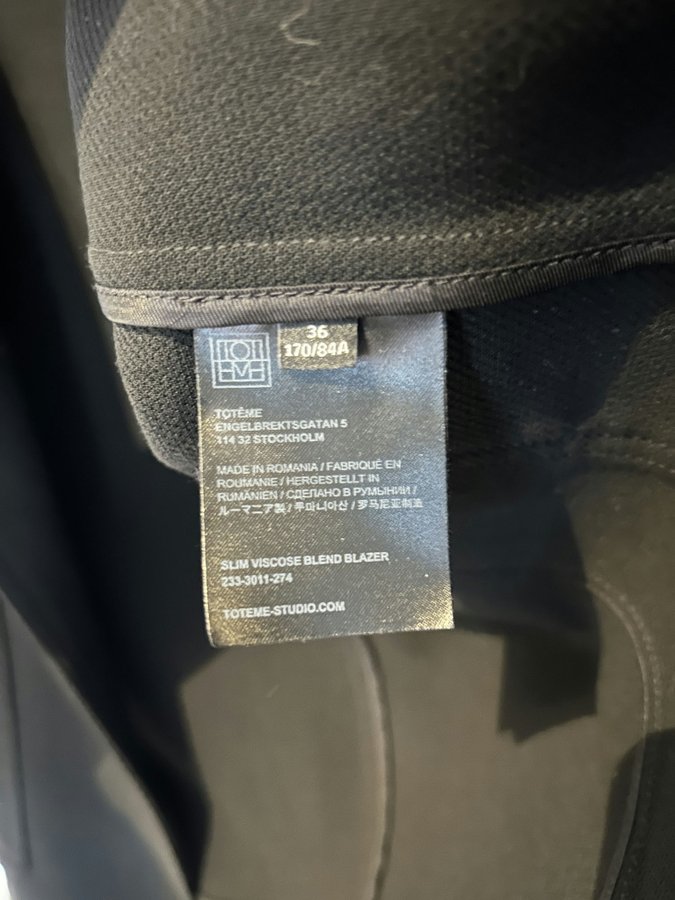 TOTEME
36
170/84A
TOTÊME
ENGELBREKTSGATAN 5
114 32 STOCKHOLM
MADE IN ROMANIA / FABRIQUÉ EN
ROUMANIE / HERGESTELLT IN
RUMÄNIEN / СДЕЛАНО В РУМЫНИИ /
ルーマニア製 / 루마니아산 / 罗马尼亚制造
SLIM VISCOSE BLEND BLAZER
233-3011-274
TOTEME-STUDIO.COM